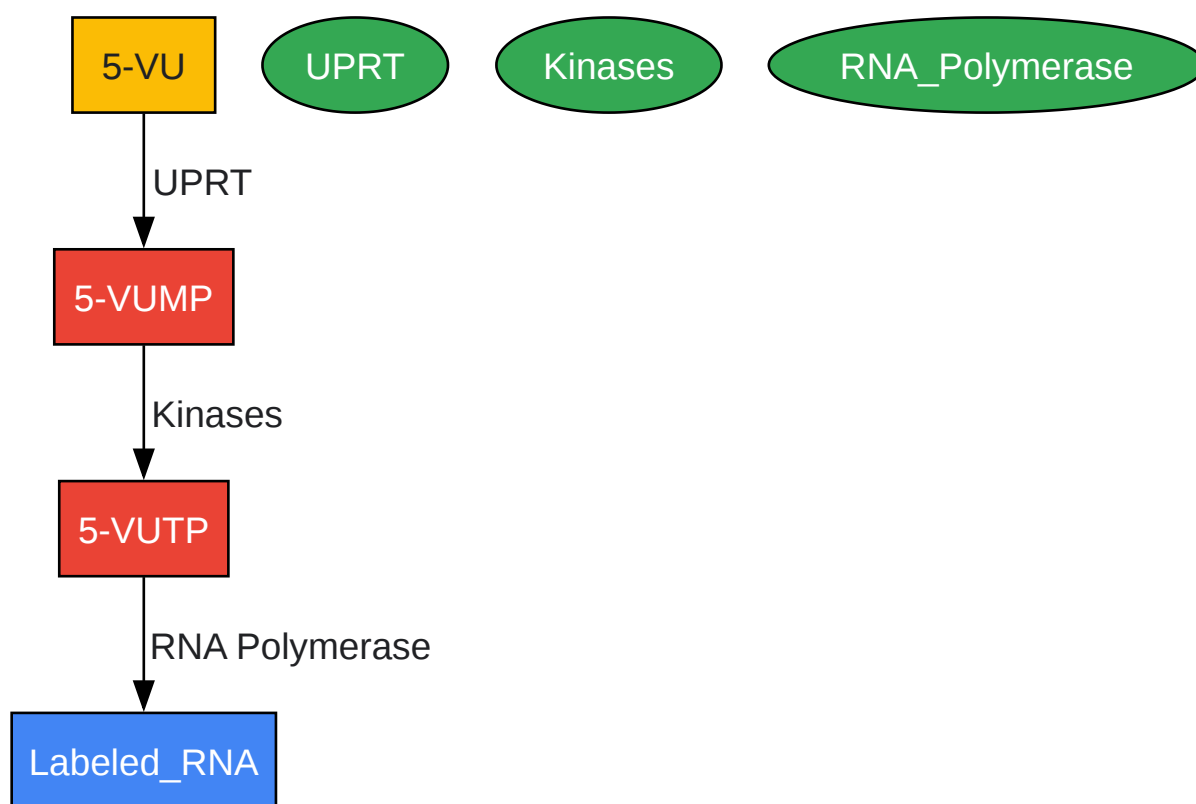 5-VU
UPRT
Kinases
RNA_Polymerase
UPRT
5-VUMP
Kinases
5-VUTP
RNA Polymerase
Labeled_RNA